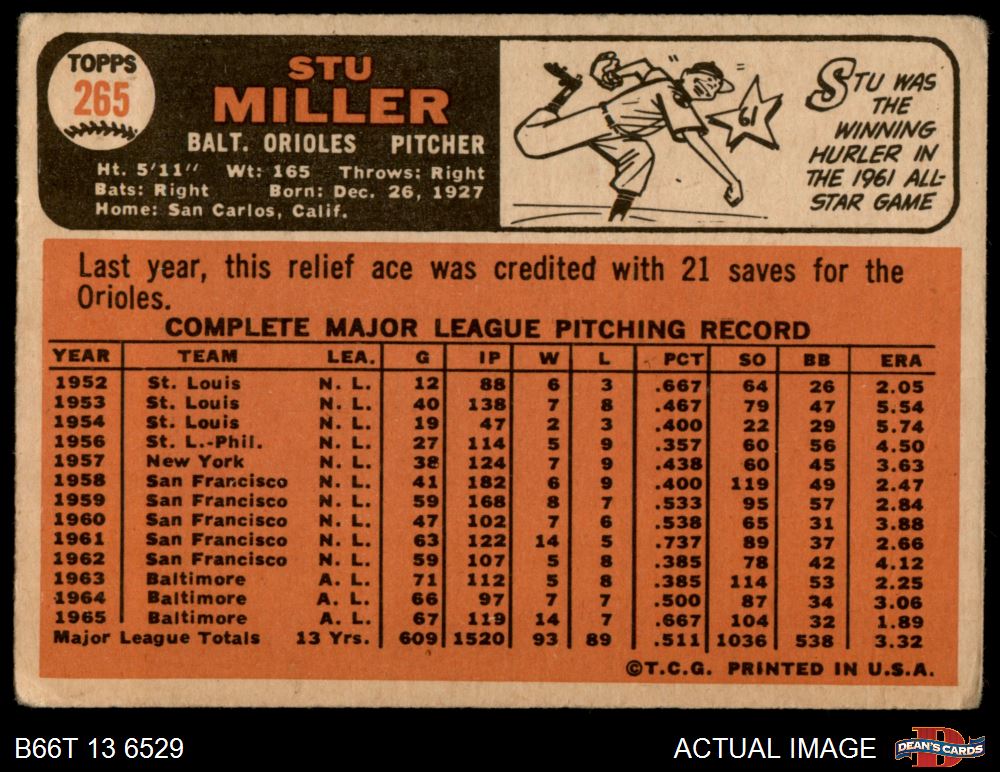 TOPPS
265
STU
MILLER
BALT. ORIOLES PITCHER
Ht. 5'11" Wt: 165 Throws: Right
Bats: Right Born: Dec. 26, 1927
Home: San Carlos, Calif.
61
STU WAS
THE
WINNING
HURLER IN
THE 1961 ALL-
STAR GAME
Last year, this relief ace was credited with 21 saves for the
Orioles.
COMPLETE MAJOR LEAGUE PITCHING RECORD
YEAR TEAM LEA. G IP W L PCT SO BB ERA
1952 St. Louis N. L. 12 88 6 3 .667 64 26 2.05
1953 St. Louis N. L. 40 138 7 8 .467 79 47 5.54
1954 St. Louis N. L. 19 47 2 3 .400 22 29 5.74
1956 St. L.-Phil. N. L. 27 114 5 9 .357 60 56 4.50
1957 New York N. L. 38 124 7 9 .438 60 45 3.63
1958 San Francisco N. L. 41 182 6 9 .400 119 49 2.47
1959 San Francisco N. L. 59 168 8 7 .533 95 57 2.84
1960 San Francisco N. L. 47 102 7 6 .538 65 31 3.88
1961 San Francisco N. L. 63 122 14 5 .737 89 37 2.66
1962 San Francisco N. L. 59 107 5 8 .385 78 42 4.12
1963 Baltimore A. L. 71 112 5 8 .385 114 53 2.25
1964 Baltimore A. L. 66 97 7 7 .500 87 34 3.06
1965 Baltimore A. L. 67 119 14 7 .667 104 32 1.89
Major League Totals 13 Yrs. 609 1520 93 89 .511 1036 538 3.32
©T.C.G. PRINTED IN U.S.A.
B66T 13 6529
ACTUAL IMAGE
D
DEAN'S CARDS